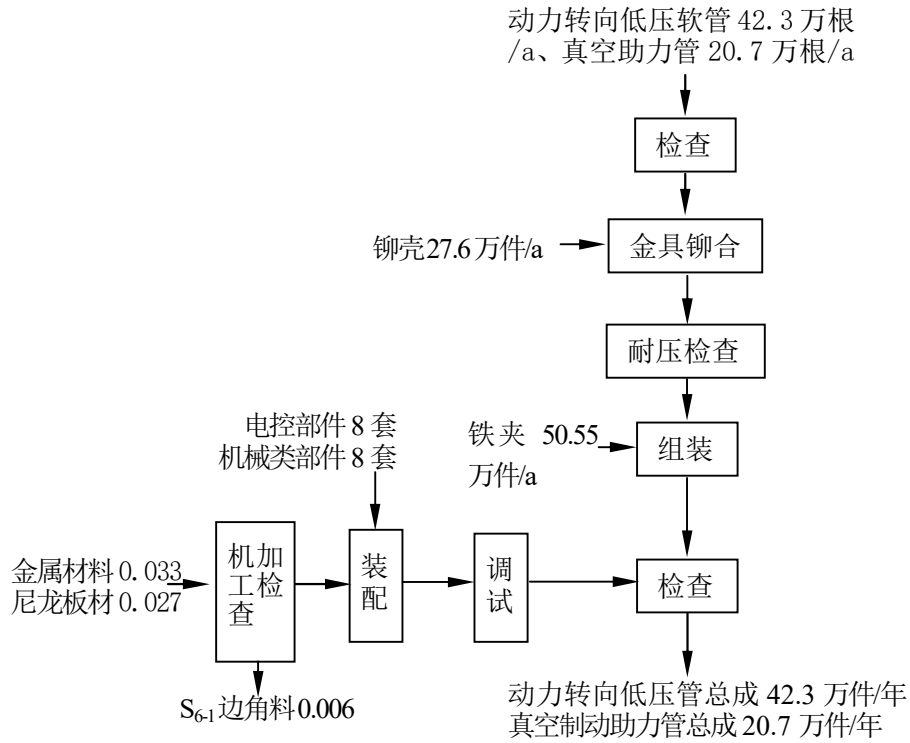 动力转向低压软管 42.3 万根
/a、真空助力管 20.7 万根/a
检查
铆壳27.6万件/a
金具铆合
耐压检查
电控部件 8 套
机械类部件 8 套
铁夹 50.55
万件/a
组装
金属材料 0.033
尼龙板材 0.027
机加
工检
查
装
配
调
试
检查
S6-1 边角料0.006
动力转向低压管总成 42.3 万件/年
真空制动助力管总成 20.7 万件/年